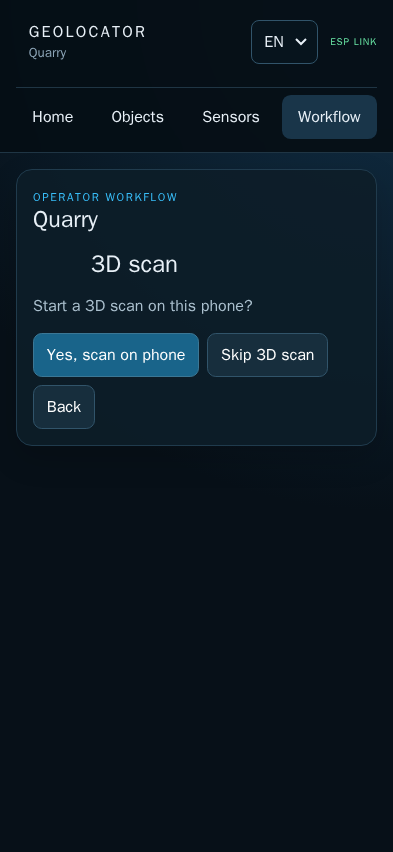 GEOLOCATOR
Quarry
EN
ESP LINK
Home
Objects
Sensors
Workflow
OPERATOR WORKFLOW
Quarry
3D scan
Start a 3D scan on this phone?
Yes, scan on phone
Skip 3D scan
Back